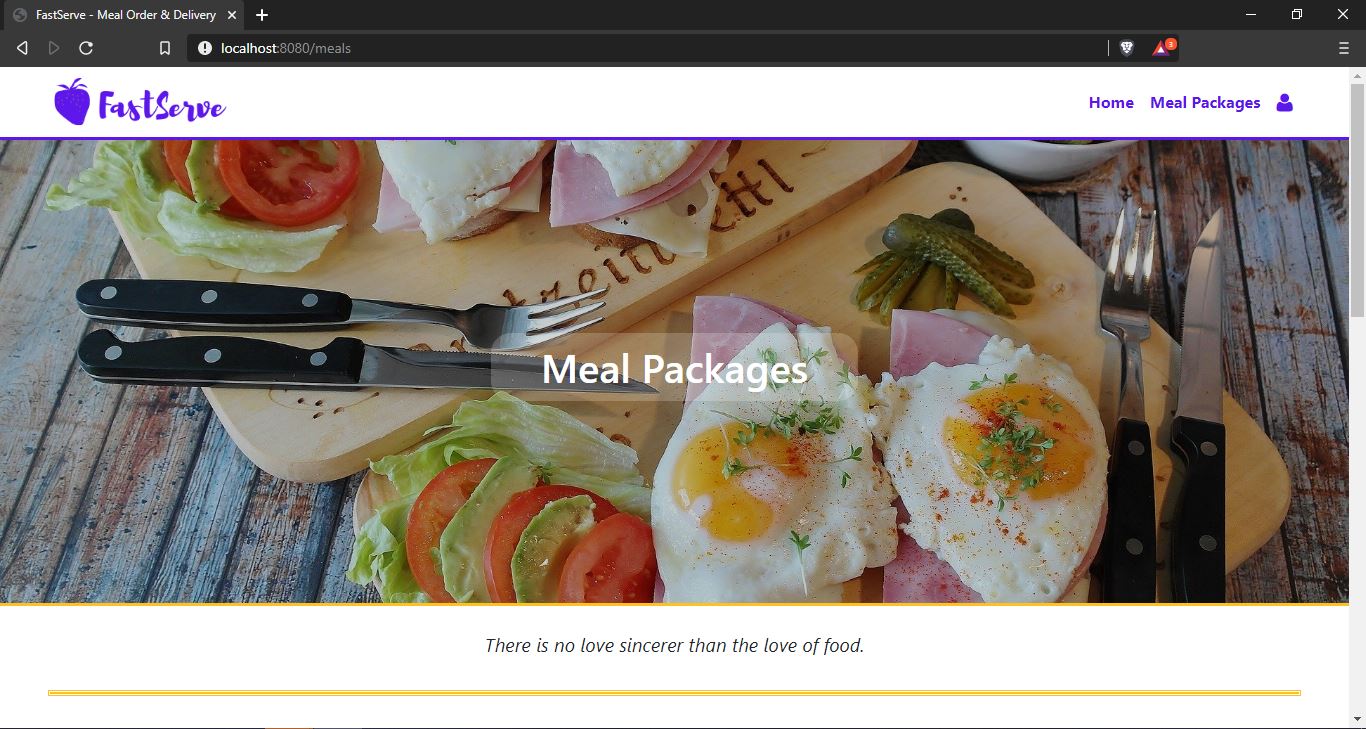 FastServe - Meal Order & Delivery
localhost:8080/meals
3
FastServe
Home
Meal Packages
Meal Packages
There is no love sincerer than the love of food.